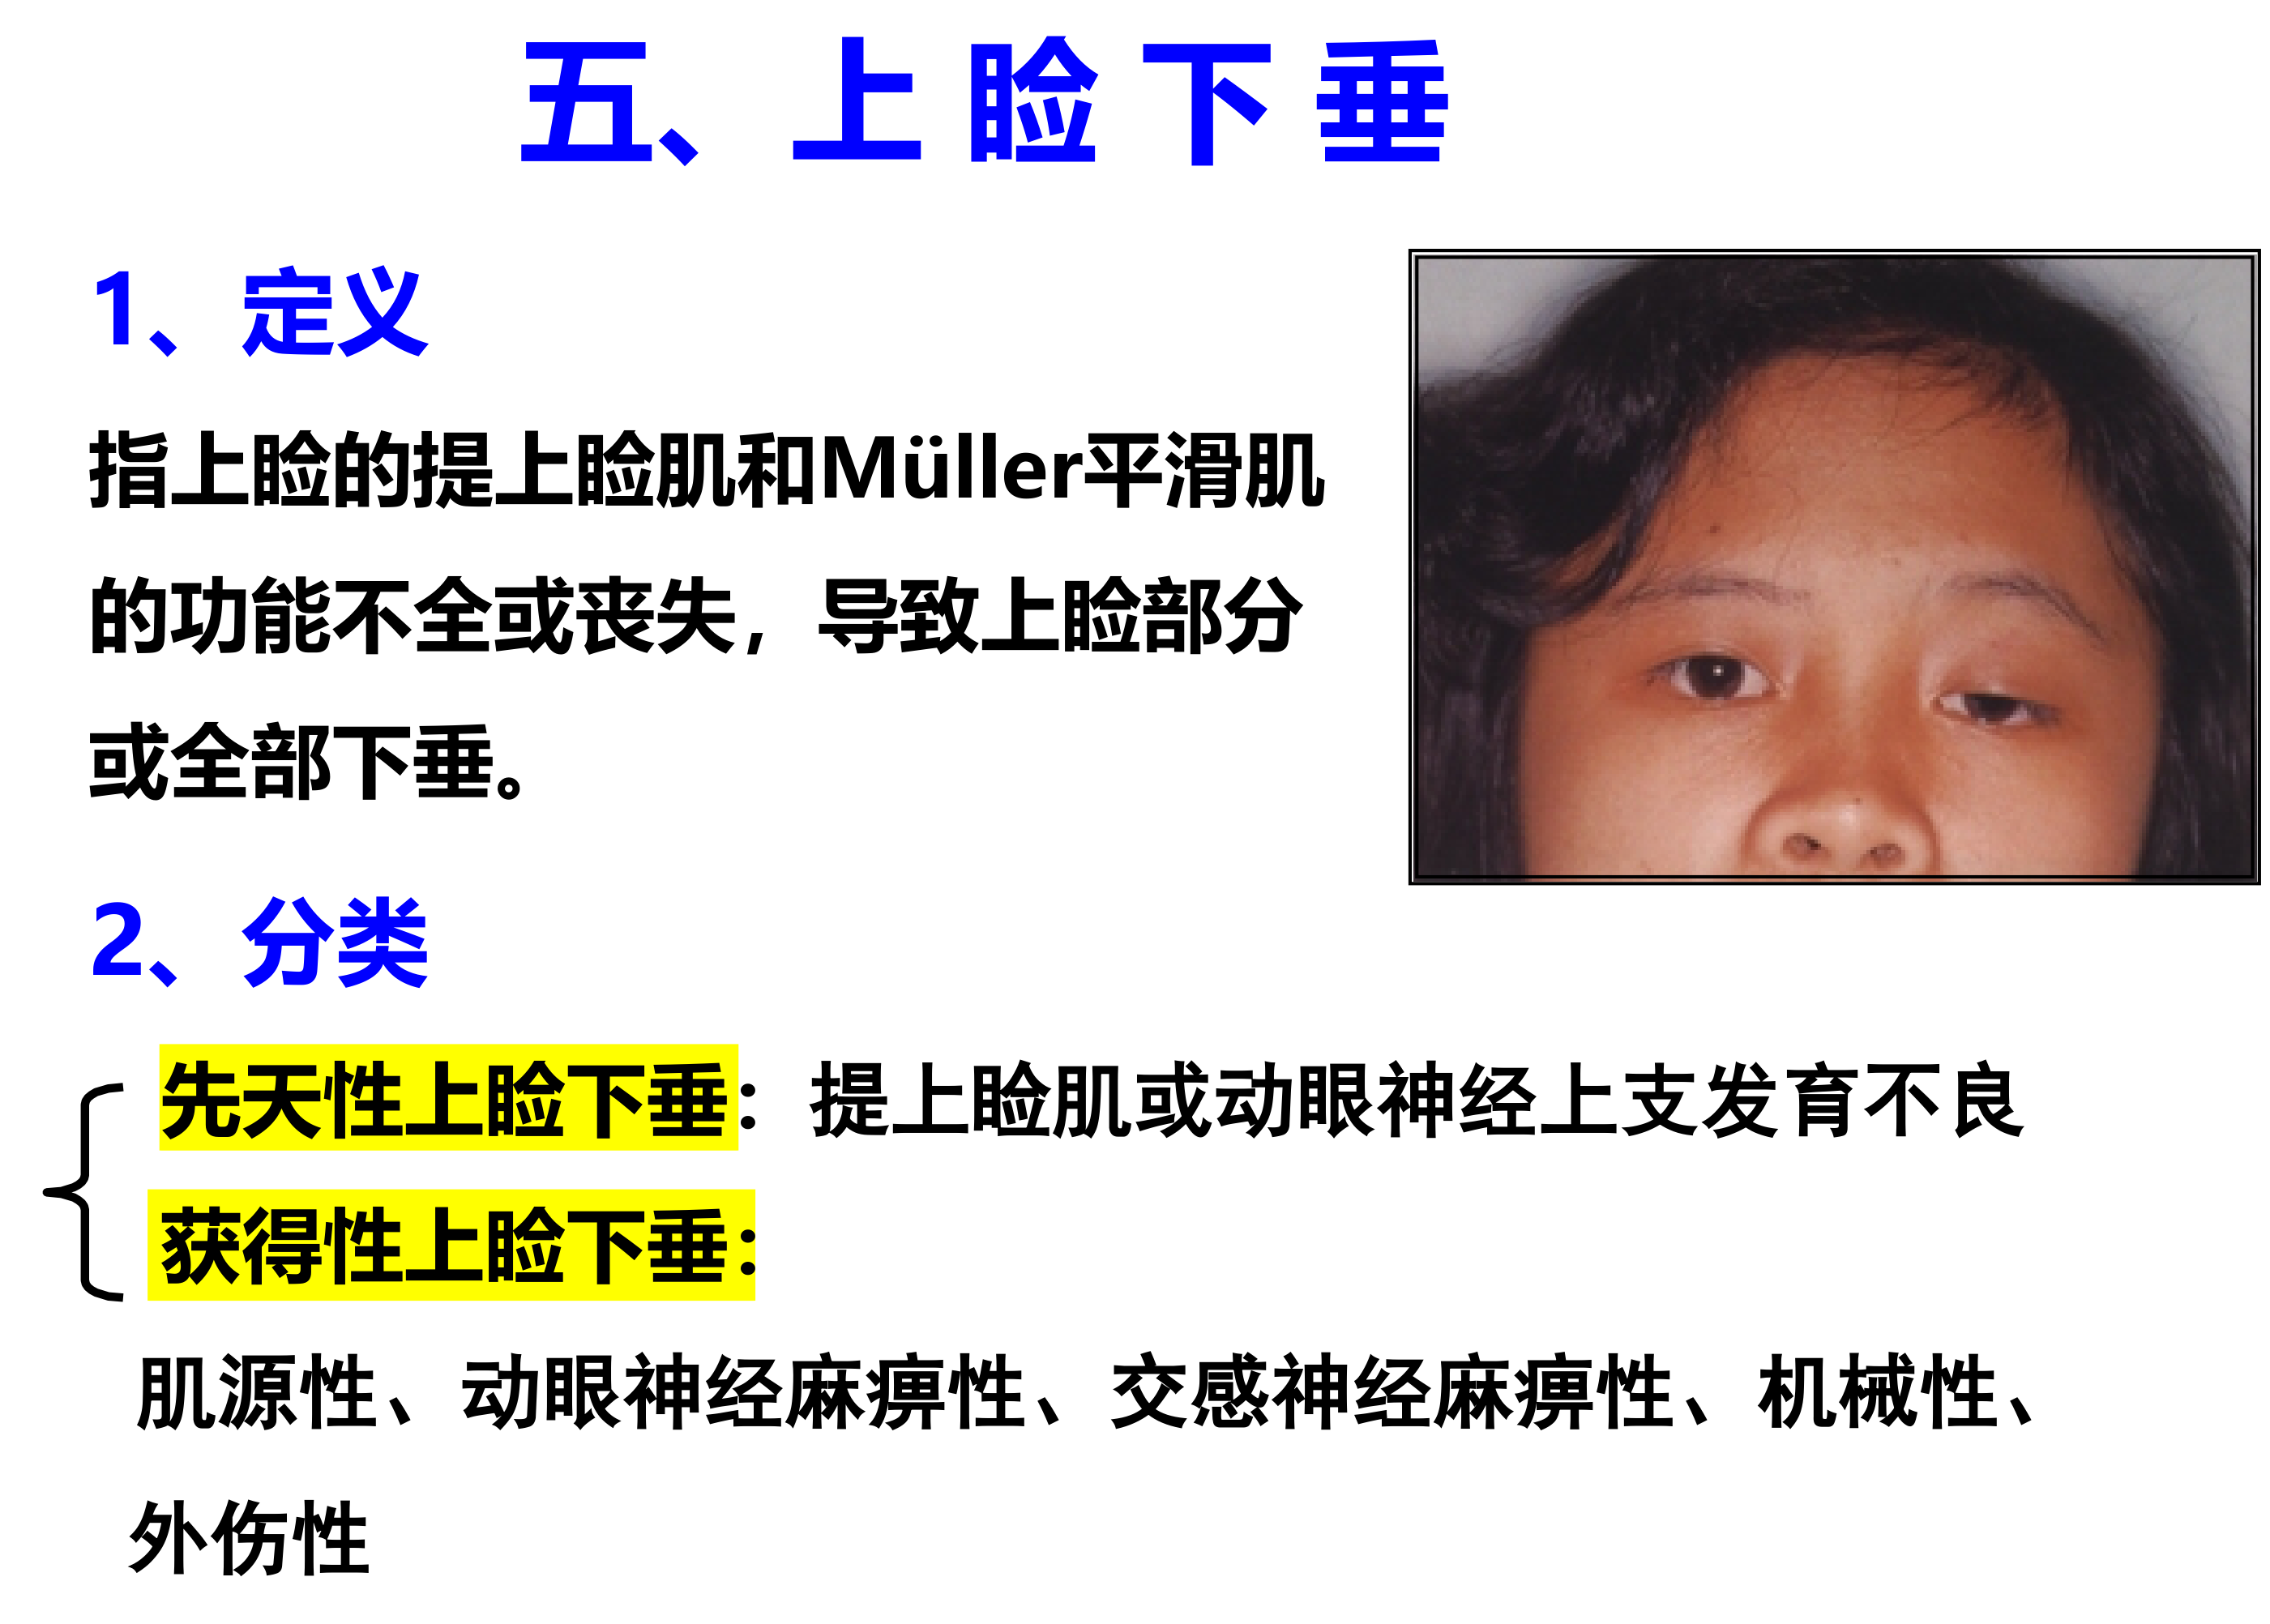 五、上睑下垂
1、定义
指上睑的提上睑肌和Müller平滑肌
的功能不全或丧失，导致上睑部分
或全部下垂。
2、分类
先天性上睑下垂：提上睑肌或动眼神经上支发育不良
获得性上睑下垂：
肌源性、动眼神经麻痹性、交感神经麻痹性、机械性、
外伤性